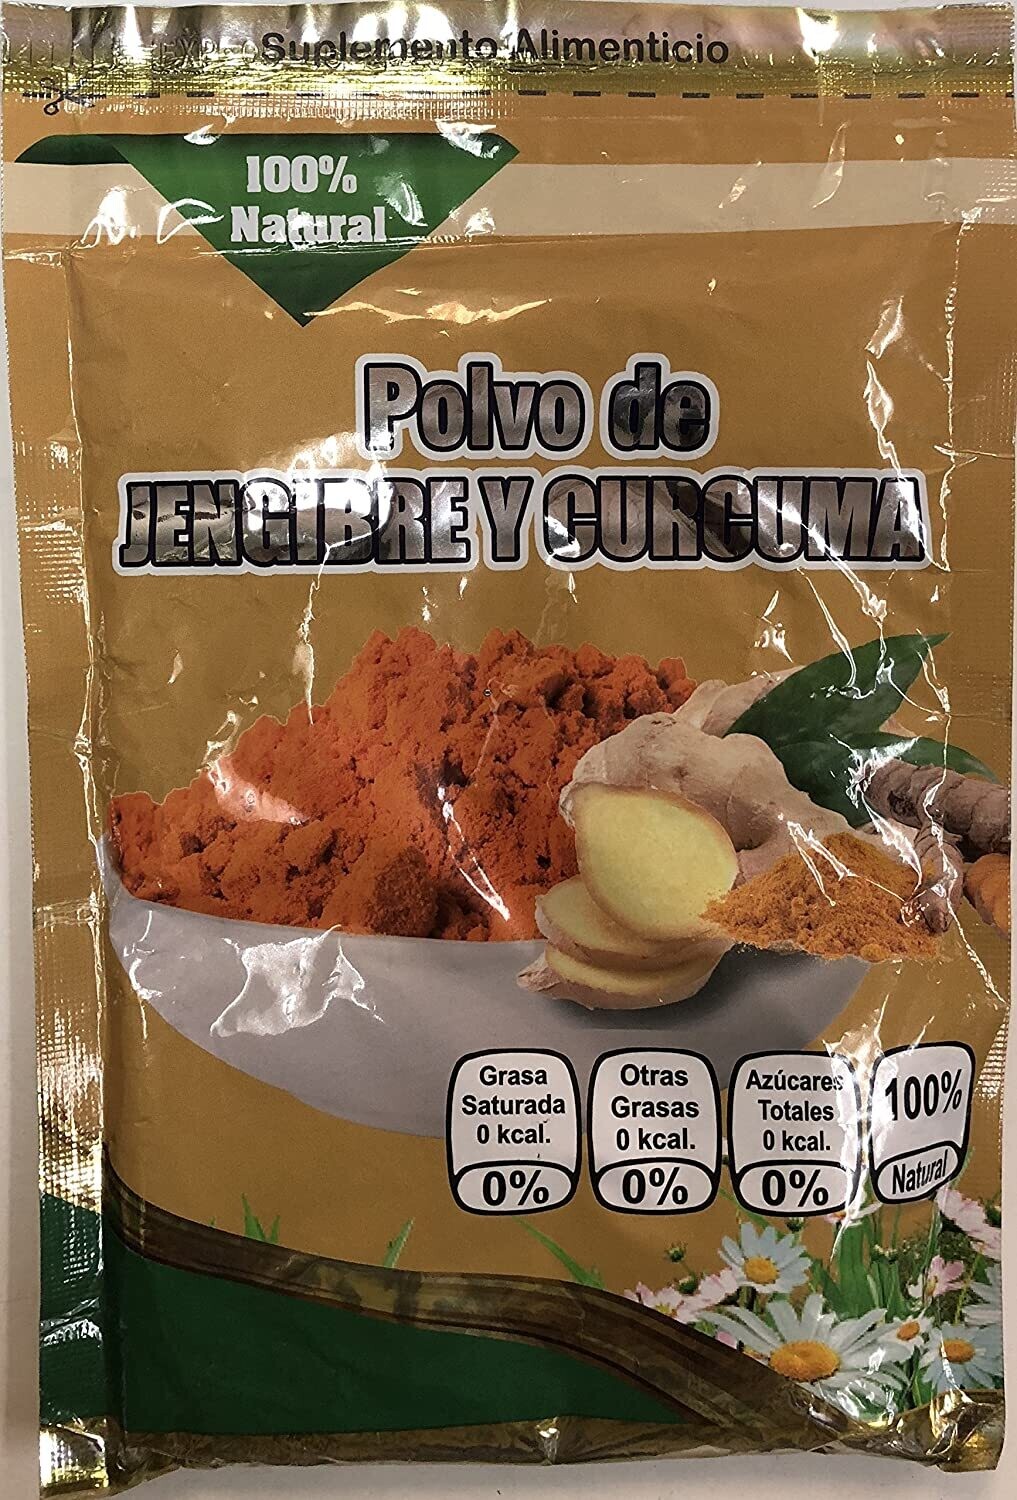 Suplemento Alimenticio
100%
Natural
Polvo de
JENGIBRE Y CURCUMA
Grasa
Saturada
0 kcal.
0%
Otras
Grasas
0 kcal.
0%
Azúcares
Totales
0 kcal.
0%
100%
Natural